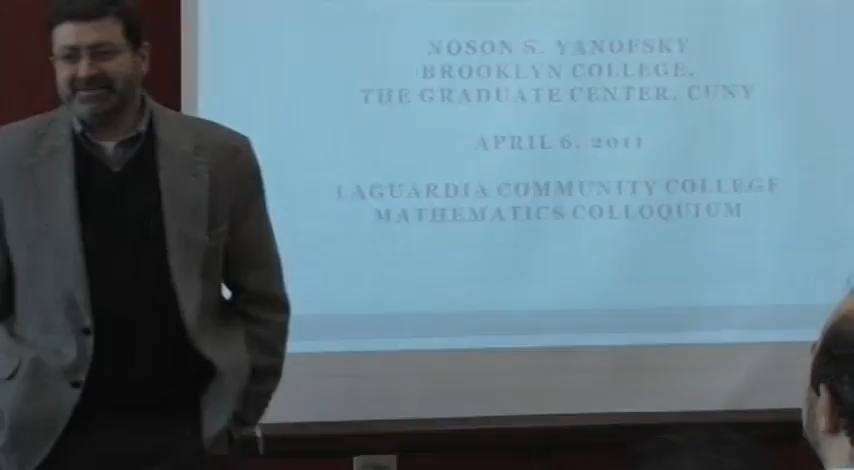 NOSON S. YANOFSKY
BROOKLYN COLLEGE,
THE GRADUATE CENTER, CUNY
APRIL 6, 2011
LAGUARDIA COMMUNITY COLLEGE
MATHEMATICS COLLOQUIUM